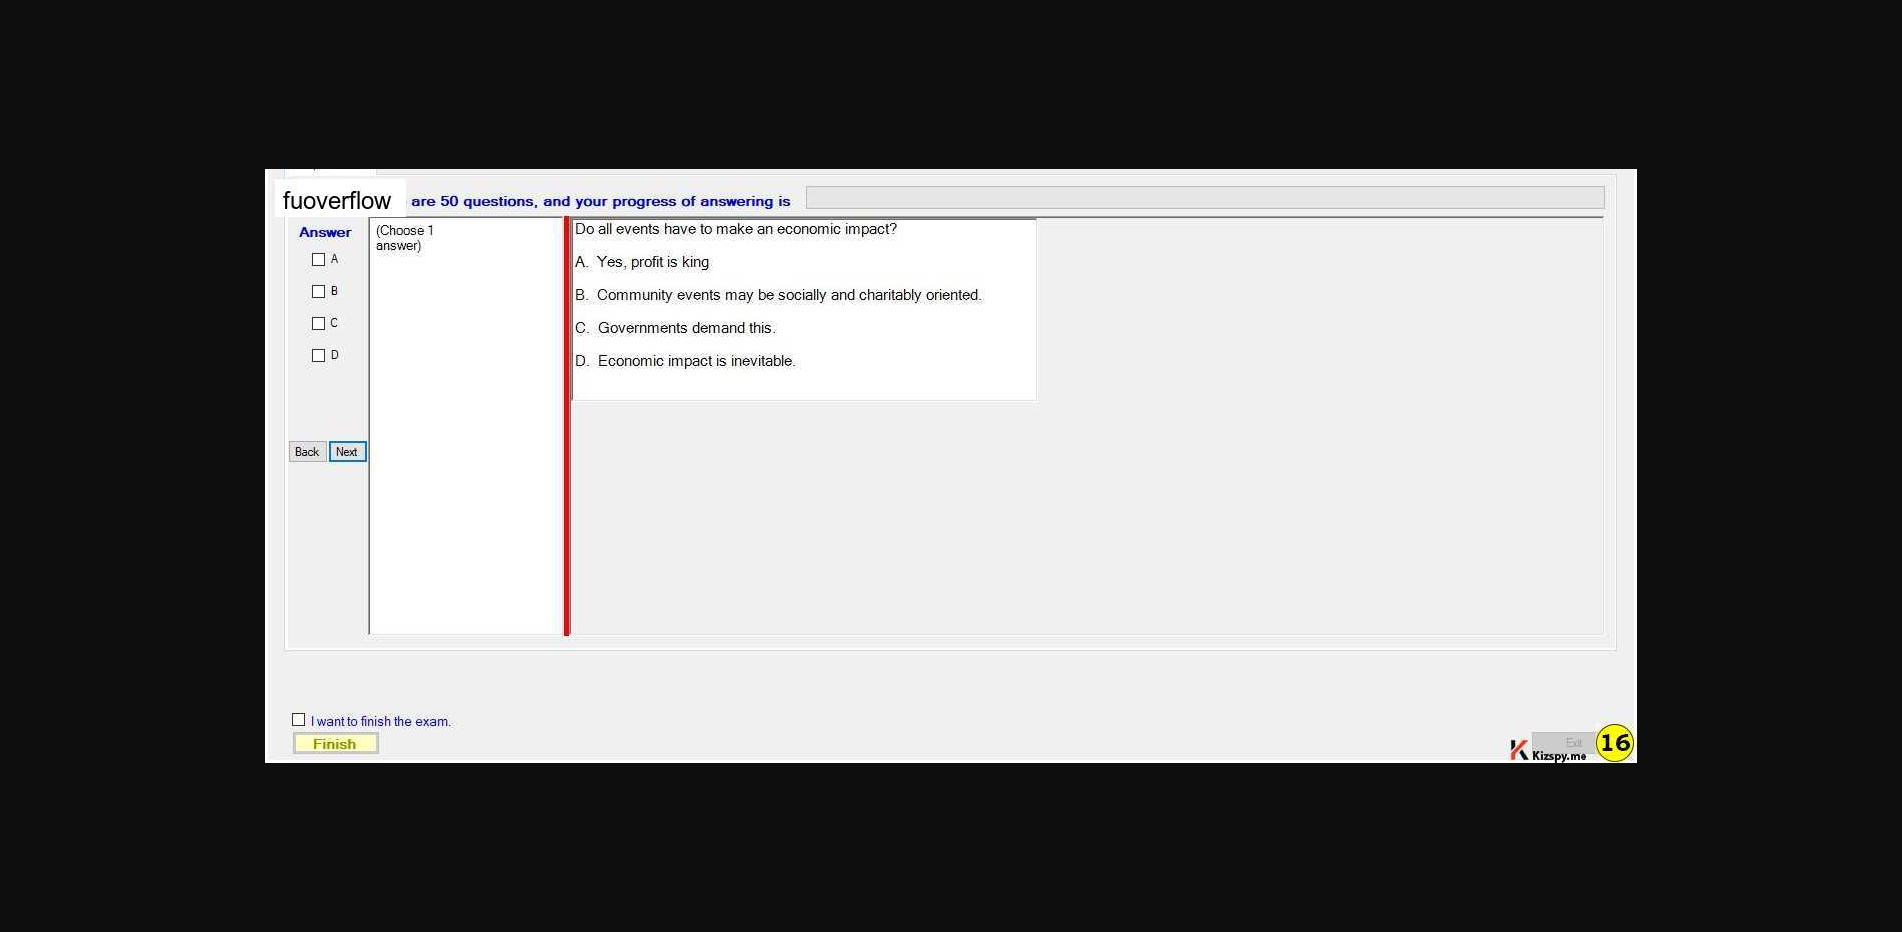 fuoverflow are 50 questions, and your progress of answering is
Answer
(Choose 1
answer)
A
B
C
D
Back
Next
Do all events have to make an economic impact?
A. Yes, profit is king
B. Community events may be socially and charitably oriented.
C. Governments demand this.
D. Economic impact is inevitable.
I want to finish the exam.
Finish
Exit
Kizspy.me
16